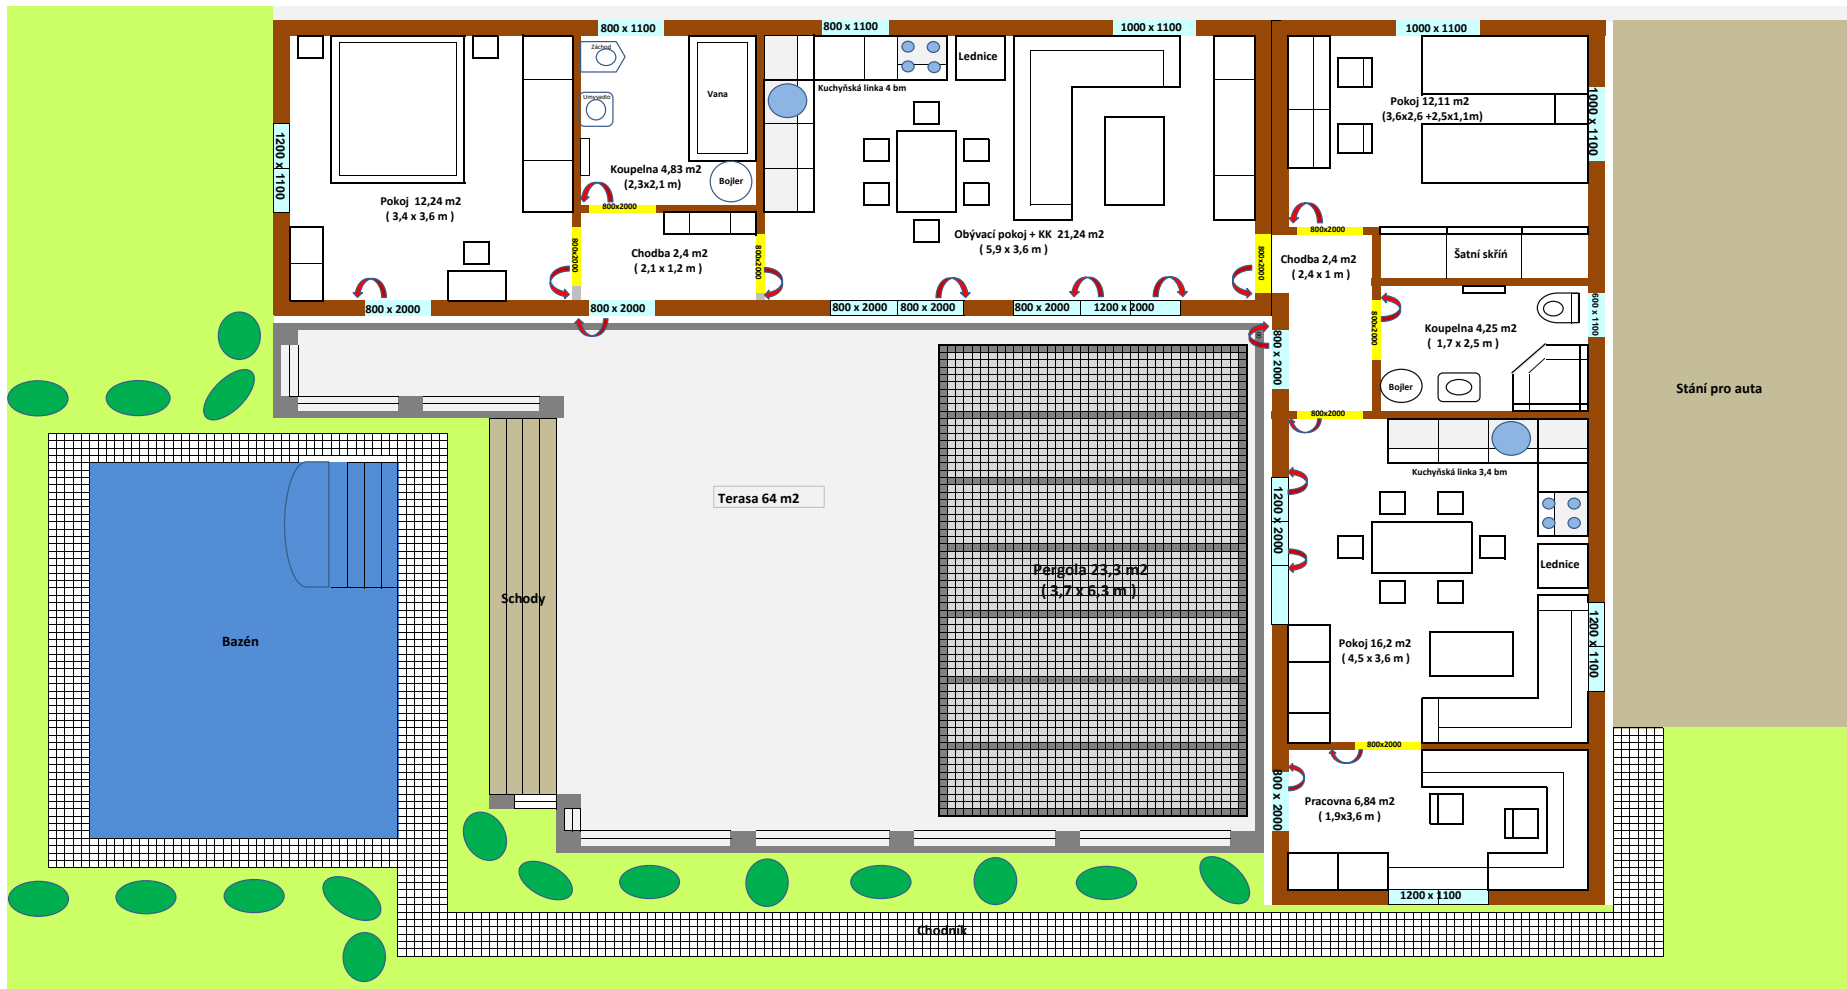 800 x 1100
800 x 1100
1000 x 1100
1000 x 1100
Záchod
Umyvadlo
Vana
Lednice
Kuchyňská linka 4 bm
1200 x 1100
Koupelna 4,83 m2
(2,3x2,1 m)
Bojler
Pokoj 12,24 m2
( 3,4 x 3,6 m )
800x2000
Chodba 2,4 m2
( 2,1 x 1,2 m )
800x2000
800x2000
Obývací pokoj + KK 21,24 m2
( 5,9 x 3,6 m )
800x2000
Pokoj 12,11 m2
(3,6x2,6 +2,5x1,1m)
1000 x 1100
800x2000
Chodba 2,4 m2
( 2,4 x 1 m )
Šatní skříň
800 x 2000
800 x 2000
800 x 2000
800 x 2000
800 x 2000
1200 x 2000
800 x 2000
800x2000
Koupelna 4,25 m2
( 1,7 x 2,5 m )
600 x 1100
Bojler
800x2000
Stání pro auta
Kuchyňská linka 3,4 bm
Terasa 64 m2
1200 x 2000
Lednice
Pergola 23,3 m2
( 3,7 x 6,3 m )
Schody
Bazén
Pokoj 16,2 m2
( 4,5 x 3,6 m )
1200 x 1100
800x2000
800 x 2000
Pracovna 6,84 m2
( 1,9x3,6 m )
1200 x 1100
Chodník